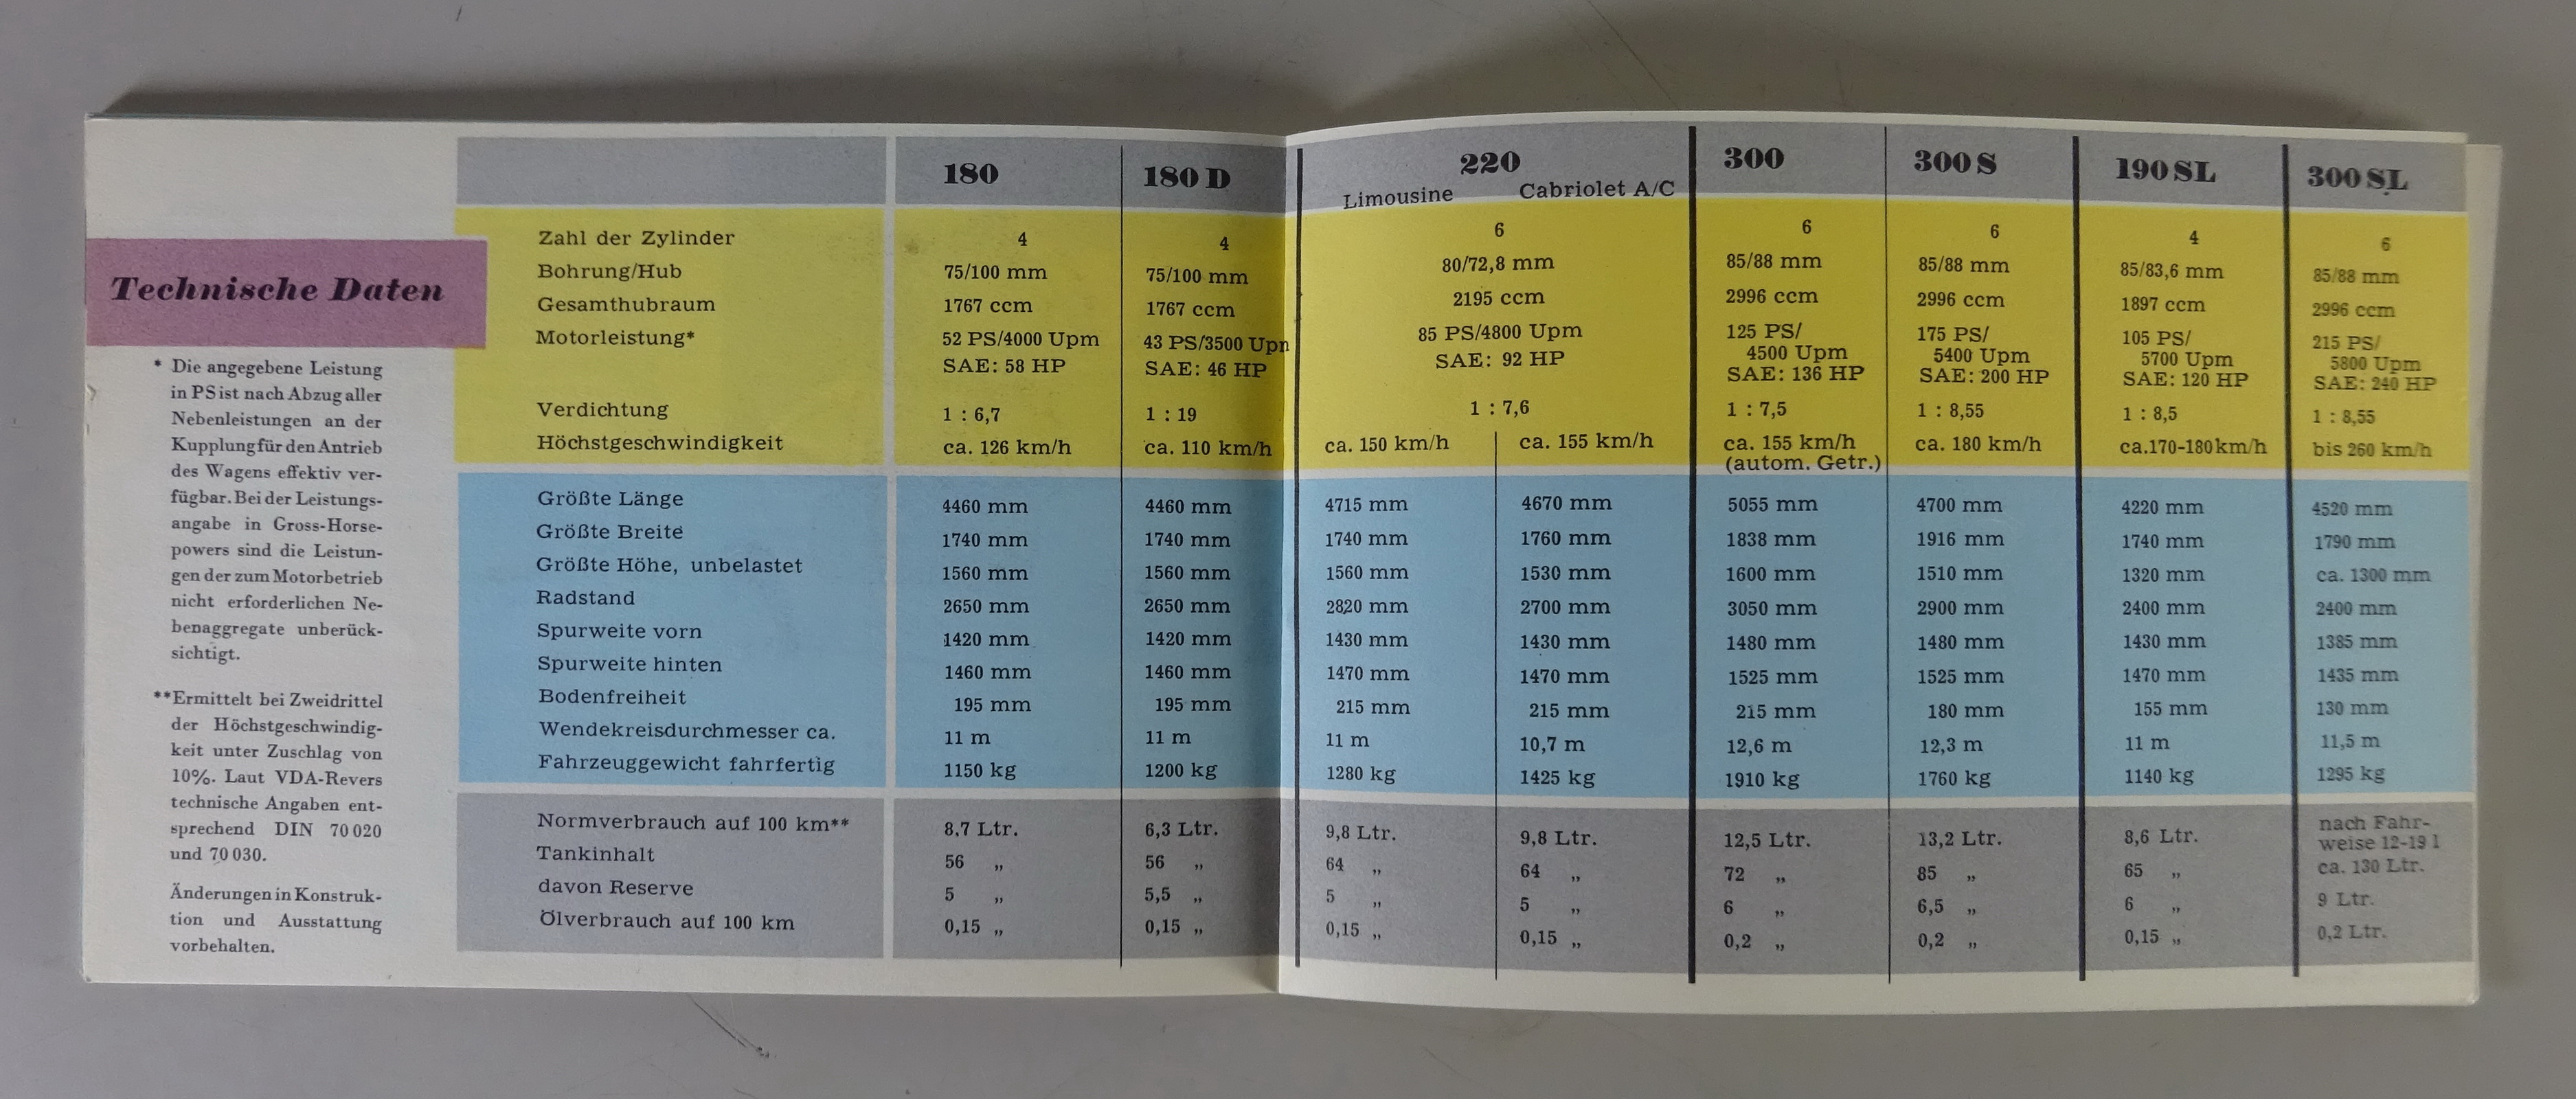 Technische Daten
* Die angegebene Leistung
in PS ist nach Abzug aller
Nebenleistungen an der
Kupplung für den Antrieb
des Wagens effektiv ver-
fügbar. Bei der Leistungs-
angabe in Gross-Horse-
powers sind die Leistun-
gen der zum Motorbetrieb
nicht erforderlichen Ne-
benaggregate unberück-
sichtigt.
**Ermittelt bei Zweidrittel
der Höchstgeschwindig-
keit unter Zuschlag von
10%. Laut VDA-Revers
technische Angaben ent-
sprechend DIN 70020
und 70030.
Änderungen in Konstruk-
tion und Ausstattung
vorbehalten.
180 180 D 220 300 300 S 190 SL 300 SL
Limousine Cabriolet A/C
Zahl der Zylinder 4 4 6 6 6 4 6
Bohrung/Hub 75/100 mm 75/100 mm 80/72,8 mm 85/88 mm 85/88 mm 85/83,6 mm 85/88 mm
Gesamthubraum 1767 ccm 1767 ccm 2195 ccm 2996 ccm 2996 ccm 1897 ccm 2996 ccm
Motorleistung* 52 PS/4000 Upm 43 PS/3500 Upm 85 PS/4800 Upm 125 PS/ 175 PS/ 105 PS/ 215 PS/
4500 Upm 5400 Upm 5700 Upm 5800 Upm
SAE: 58 HP SAE: 46 HP SAE: 92 HP SAE: 136 HP SAE: 200 HP SAE: 120 HP SAE: 240 HP
Verdichtung 1 : 6,7 1 : 19 1 : 7,6 1 : 7,5 1 : 8,55 1 : 8,5 1 : 8,55
Höchstgeschwindigkeit ca. 126 km/h ca. 110 km/h ca. 150 km/h ca. 155 km/h ca. 155 km/h ca. 180 km/h ca.170-180 km/h bis 260 km/h
(autom. Getr.)
Größte Länge 4460 mm 4460 mm 4715 mm 4670 mm 5055 mm 4700 mm 4220 mm 4520 mm
Größte Breite 1740 mm 1740 mm 1740 mm 1760 mm 1838 mm 1916 mm 1740 mm 1790 mm
Größte Höhe, unbelastet 1560 mm 1560 mm 1560 mm 1530 mm 1600 mm 1510 mm 1320 mm ca. 1300 mm
Radstand 2650 mm 2650 mm 2820 mm 2700 mm 3050 mm 2900 mm 2400 mm 2400 mm
Spurweite vorn 1420 mm 1420 mm 1430 mm 1430 mm 1480 mm 1480 mm 1430 mm 1385 mm
Spurweite hinten 1460 mm 1460 mm 1470 mm 1470 mm 1525 mm 1525 mm 1470 mm 1435 mm
Bodenfreiheit 195 mm 195 mm 215 mm 215 mm 215 mm 180 mm 155 mm 130 mm
Wendekreisdurchmesser ca. 11 m 11 m 11 m 10,7 m 12,6 m 12,3 m 11 m 11,5 m
Fahrzeuggewicht fahrfertig 1150 kg 1200 kg 1280 kg 1425 kg 1910 kg 1760 kg 1140 kg 1295 kg
Normverbrauch auf 100 km** 8,7 Ltr. 6,3 Ltr. 9,8 Ltr. 9,8 Ltr. 12,5 Ltr. 13,2 Ltr. 8,6 Ltr. nach Fahr-
weise 12-19 l
Tankinhalt 56 „ 56 „ 64 „ 64 „ 72 „ 85 „ 65 „ ca. 130 Ltr.
davon Reserve 5 „ 5,5 „ 5 „ 5 „ 6 „ 6,5 „ 6 „ 9 Ltr.
Ölverbrauch auf 100 km 0,15 „ 0,15 „ 0,15 „ 0,15 „ 0,2 „ 0,2 „ 0,15 „ 0,2 Ltr.